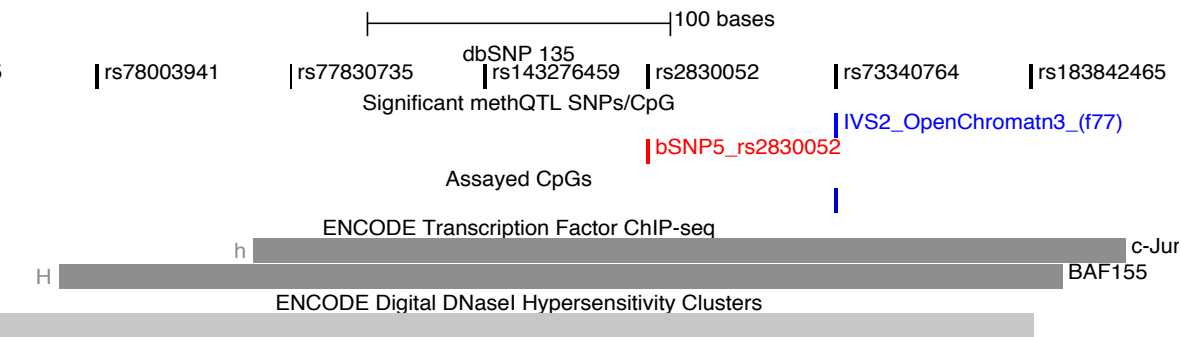 100 bases
dbSNP 135
rs78003941 rs77830735 rs143276459 rs2830052 rs73340764 rs183842465
Significant methQTL SNPs/CpG
IVS2_OpenChromatn3_(f77)
bSNP5_rs2830052
Assayed CpGs
ENCODE Transcription Factor ChIP-seq
h c-Jun
H BAF155
ENCODE Digital DNaseI Hypersensitivity Clusters